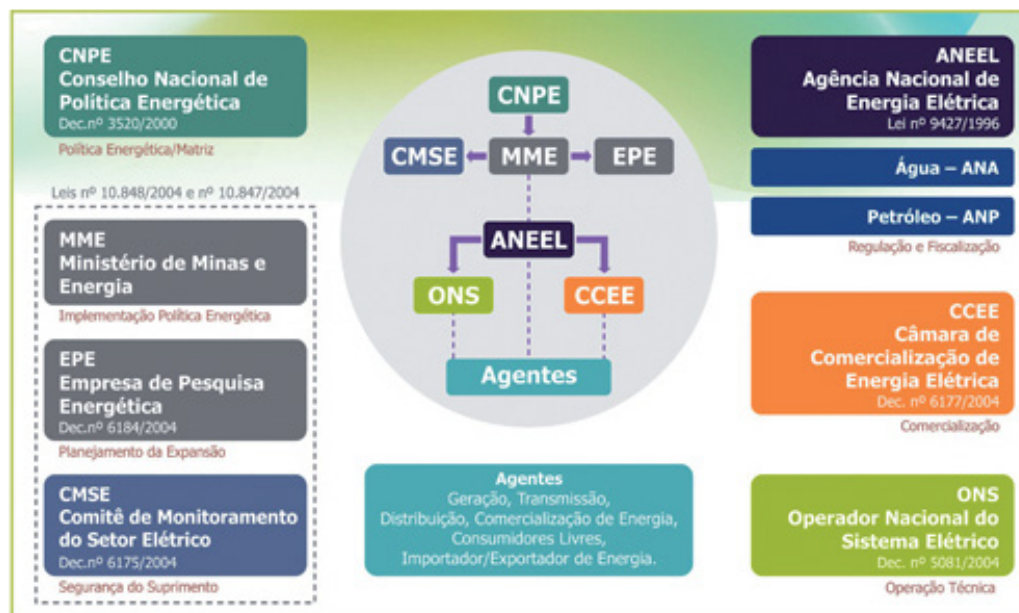 CNPE
Conselho Nacional de
Política Energética
Dec.nº 3520/2000
Política Energética/Matriz
Leis nº 10.848/2004 e nº 10.847/2004
MME
Ministério de Minas e
Energia
Implementação Política Energética
EPE
Empresa de Pesquisa
Energética
Dec.nº 6184/2004
Planejamento da Expansão
CMSE
Comitê de Monitoramento
do Setor Elétrico
Dec.nº 6175/2004
Segurança do Suprimento
CNPE
CMSE
MME
EPE
ANEEL
ONS
CCEE
Agentes
Agentes
Geração, Transmissão,
Distribuição, Comercialização de Energia,
Consumidores Livres,
Importador/Exportador de Energia.
ANEEL
Agência Nacional de
Energia Elétrica
Lei nº 9427/1996
Água – ANA
Petróleo – ANP
Regulação e Fiscalização
CCEE
Câmara de
Comercialização de
Energia Elétrica
Dec. nº 6177/2004
Comercialização
ONS
Operador Nacional do
Sistema Elétrico
Dec. nº 5081/2004
Operação Técnica